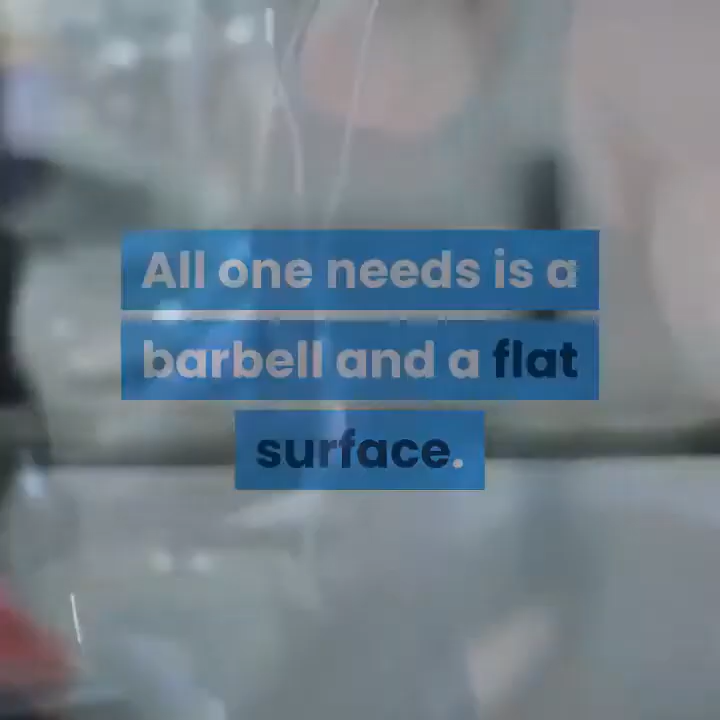 All one needs is a
barbell and a flat
surface.